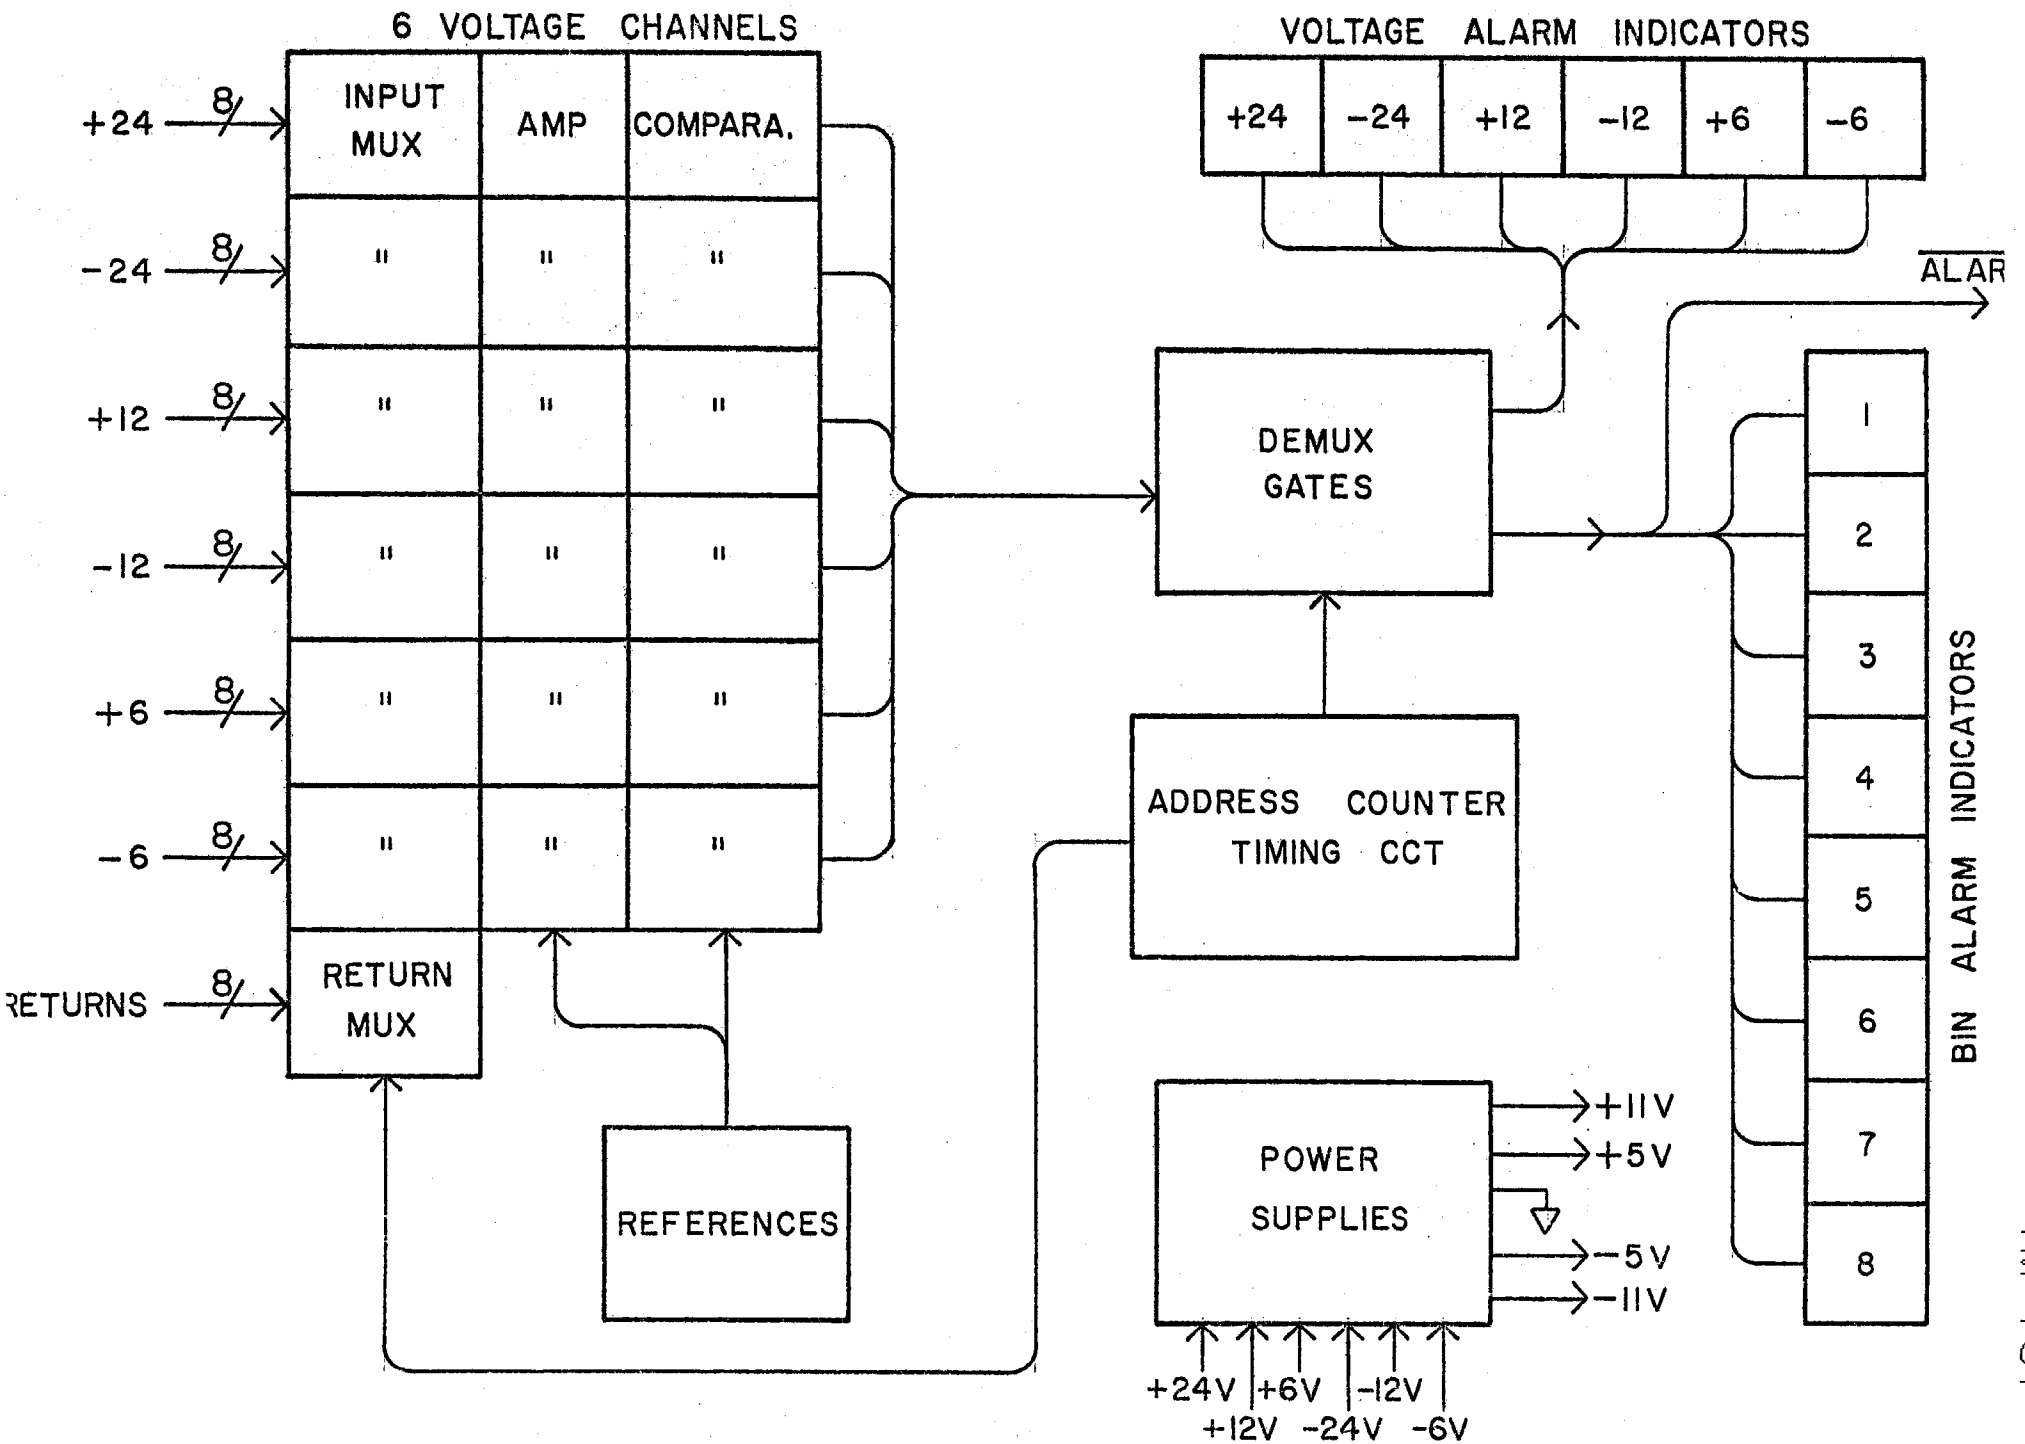 6 VOLTAGE CHANNELS
+24 8/
INPUT MUX
AMP
COMPARA.
-24 8/
" " "
+12 8/
" " "
-12 8/
" " "
+6 8/
" " "
-6 8/
" " "
RETURNS 8/
RETURN
MUX
REFERENCES
VOLTAGE ALARM INDICATORS
+24 -24 +12 -12 +6 -6
ALAR
DEMUX
GATES
ADDRESS COUNTER
TIMING CCT
1
2
3
4
5
6
7
8
BIN ALARM INDICATORS
POWER
SUPPLIES
+11V
+5V
-5V
-11V
+24V +6V -12V
+12V -24V -6V